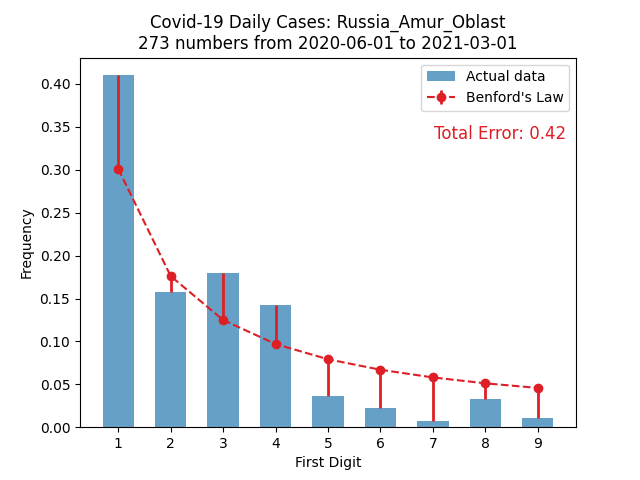 Covid-19 Daily Cases: Russia_Amur_Oblast
273 numbers from 2020-06-01 to 2021-03-01
Actual data
Benford's Law
Total Error: 0.42
Frequency
0.40
0.35
0.30
0.25
0.20
0.15
0.10
0.05
0.00
1 2 3 4 5 6 7 8 9
First Digit